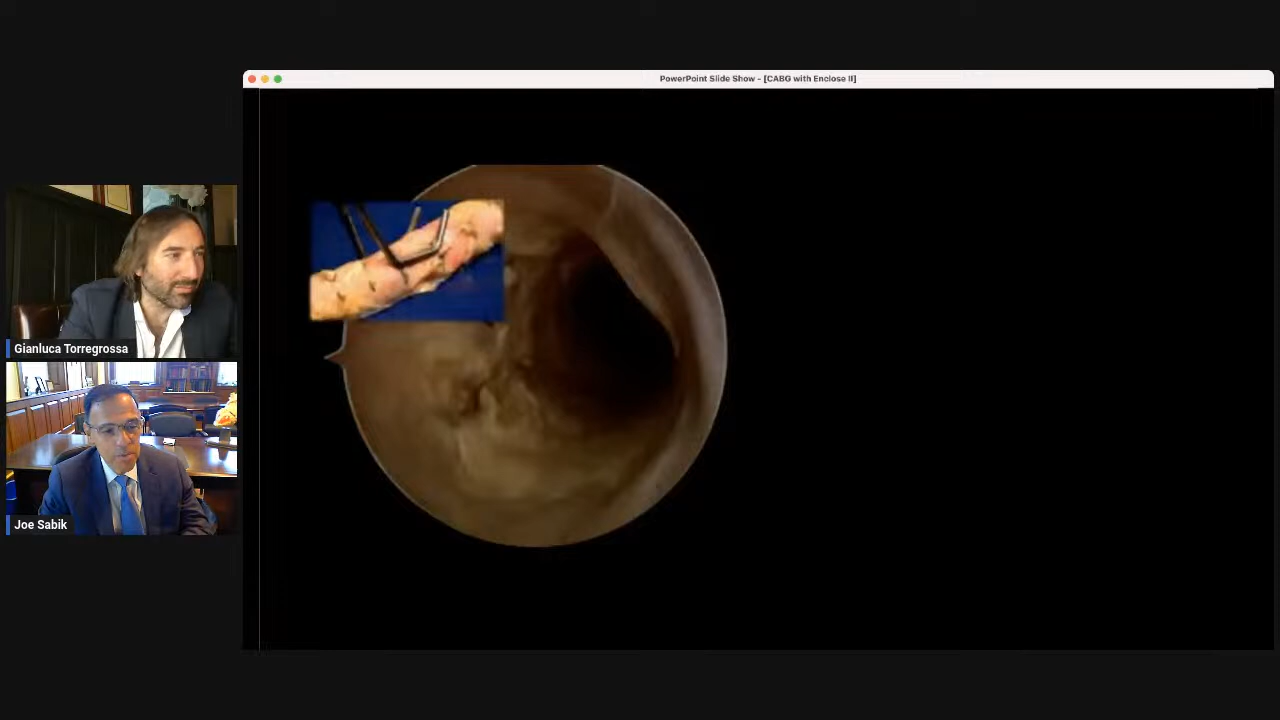 PowerPoint Slide Show - [CABG with Enclose II]
Gianluca Torregrossa
Joe Sabik